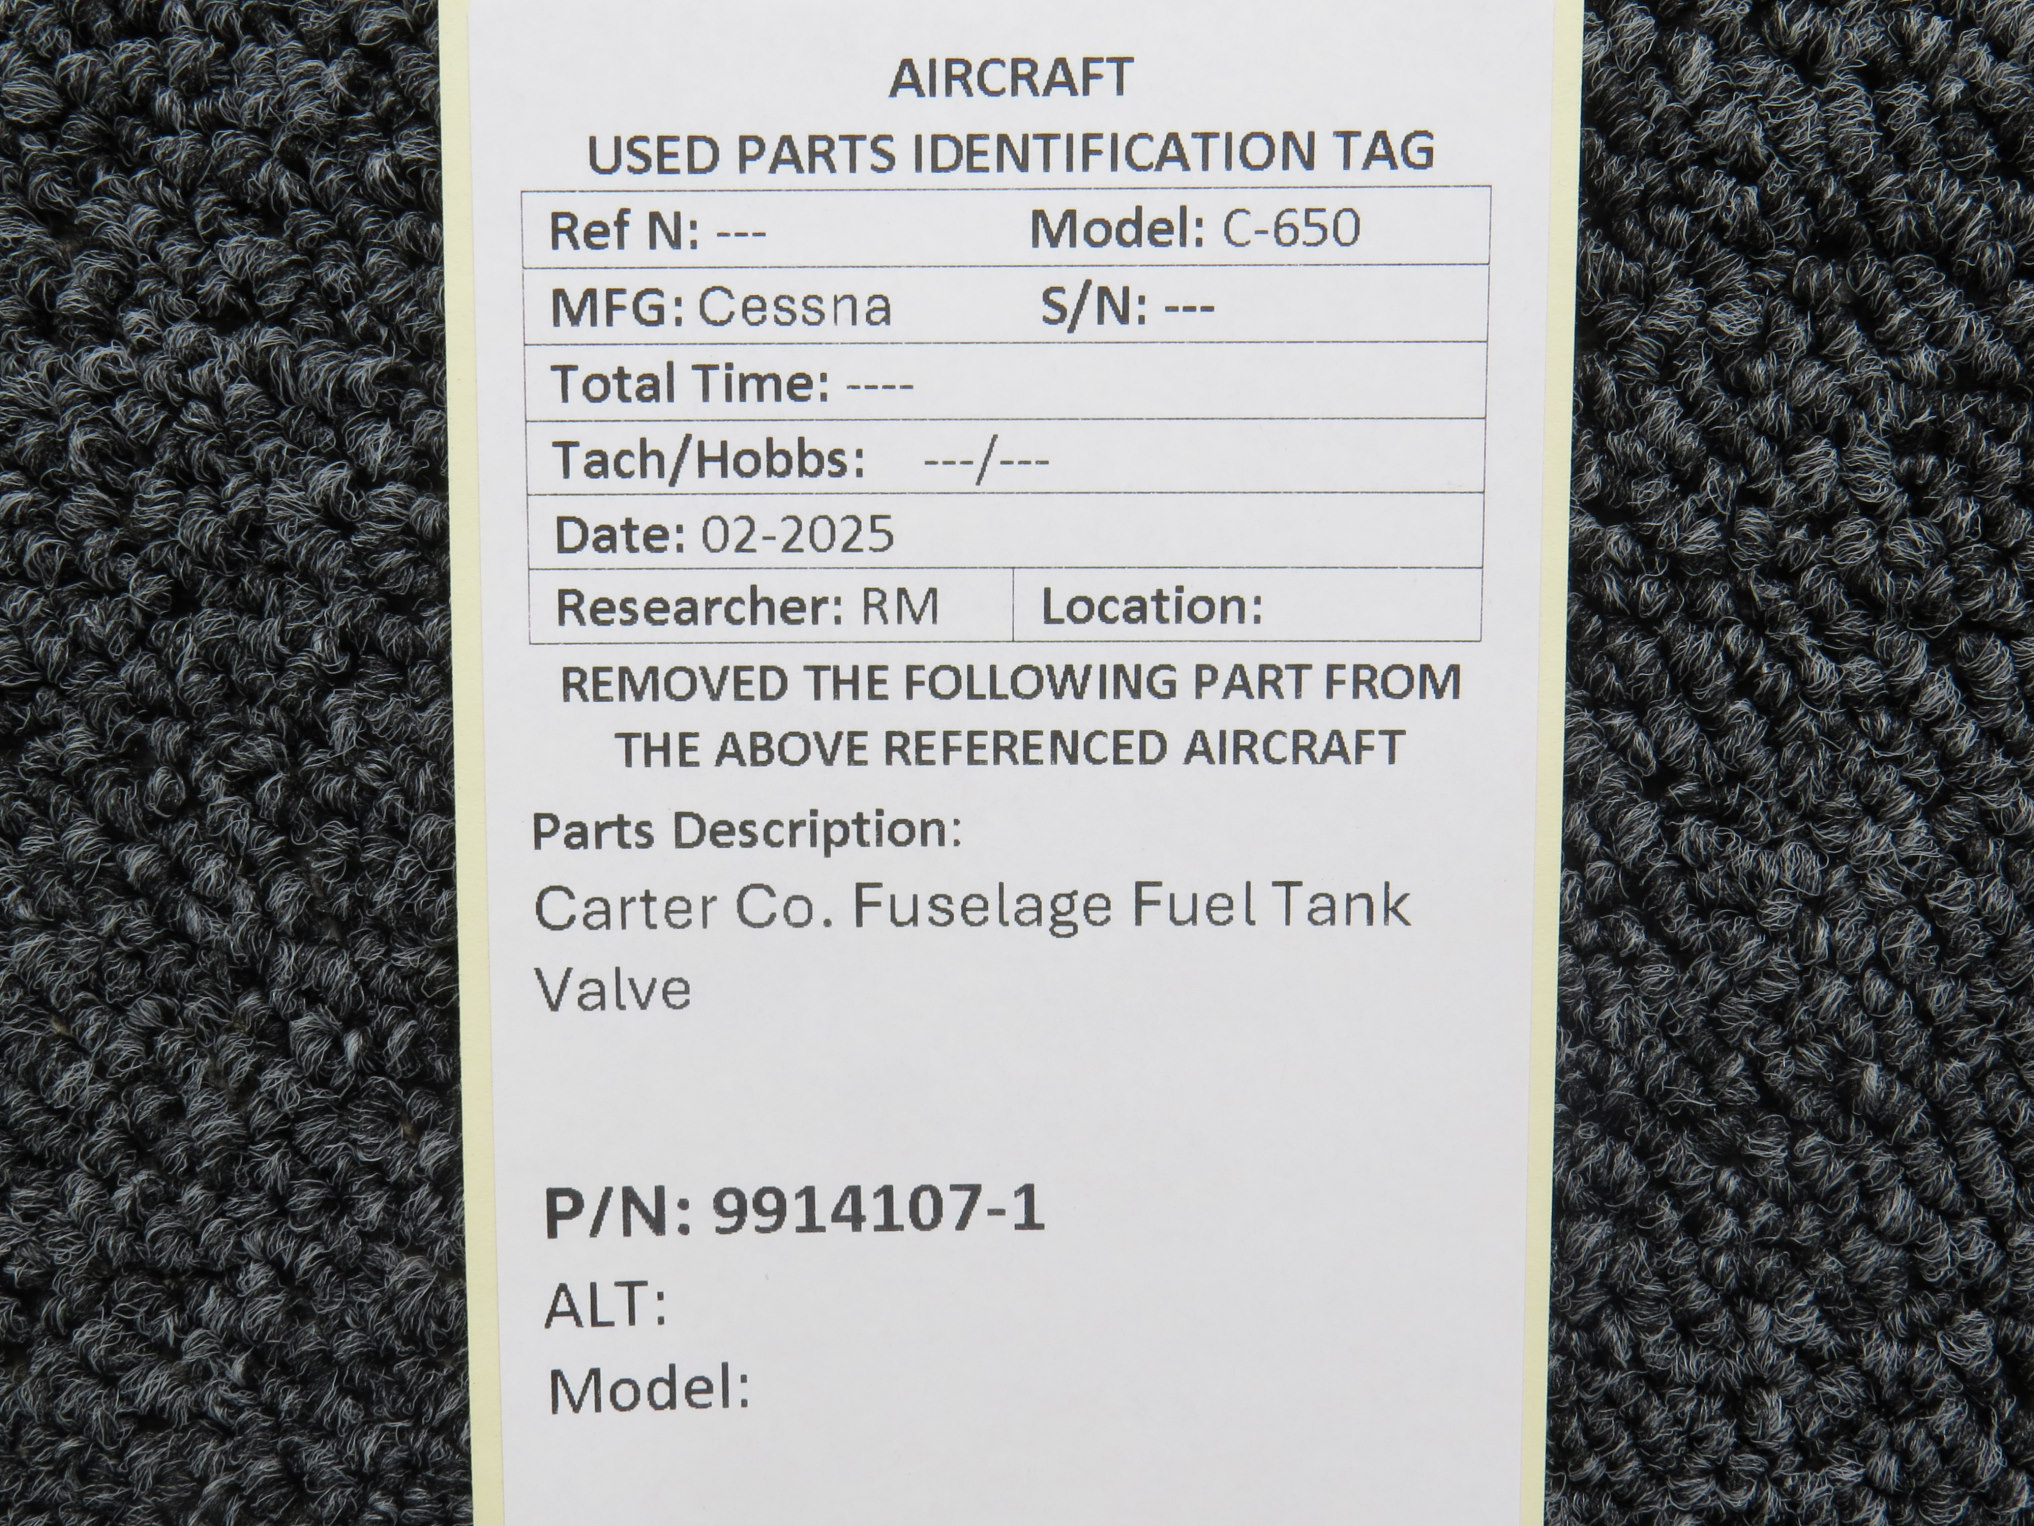 AIRCRAFT
USED PARTS IDENTIFICATION TAG
Ref N: --- Model: C-650
MFG: Cessna S/N: ---
Total Time: ----
Tach/Hobbs: ---/---
Date: 02-2025
Researcher: RM Location:
REMOVED THE FOLLOWING PART FROM
THE ABOVE REFERENCED AIRCRAFT
Parts Description:
Carter Co. Fuselage Fuel Tank
Valve
P/N: 9914107-1
ALT:
Model: